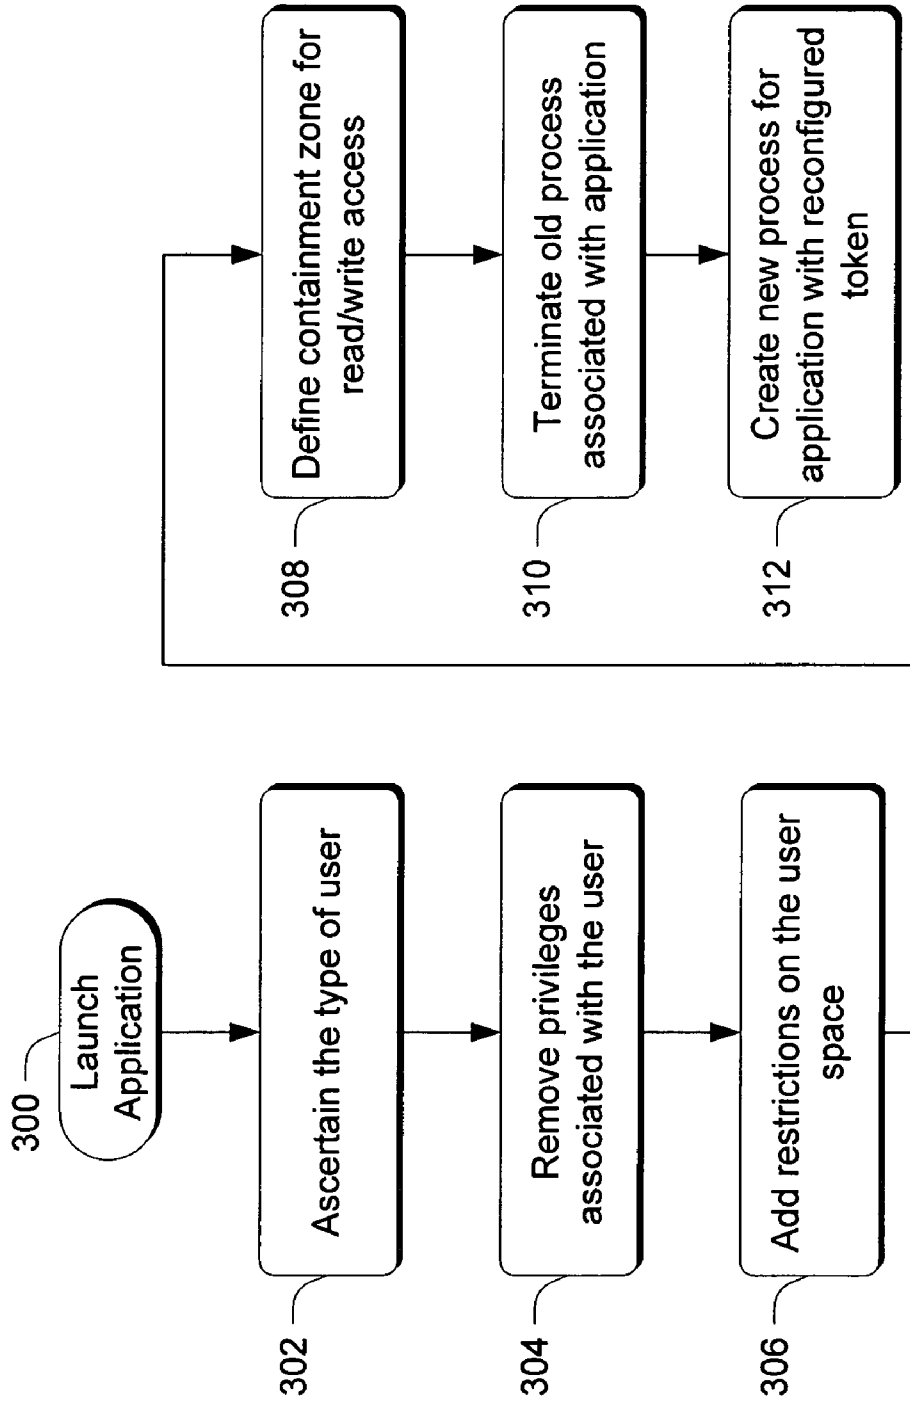 300
Launch
Application
302
Ascertain the type of user
304
Remove privileges
associated with the user
306
Add restrictions on the user
space
308
Define containment zone for
read/write access
310
Terminate old process
associated with application
312
Create new process for
application with reconfigured
token